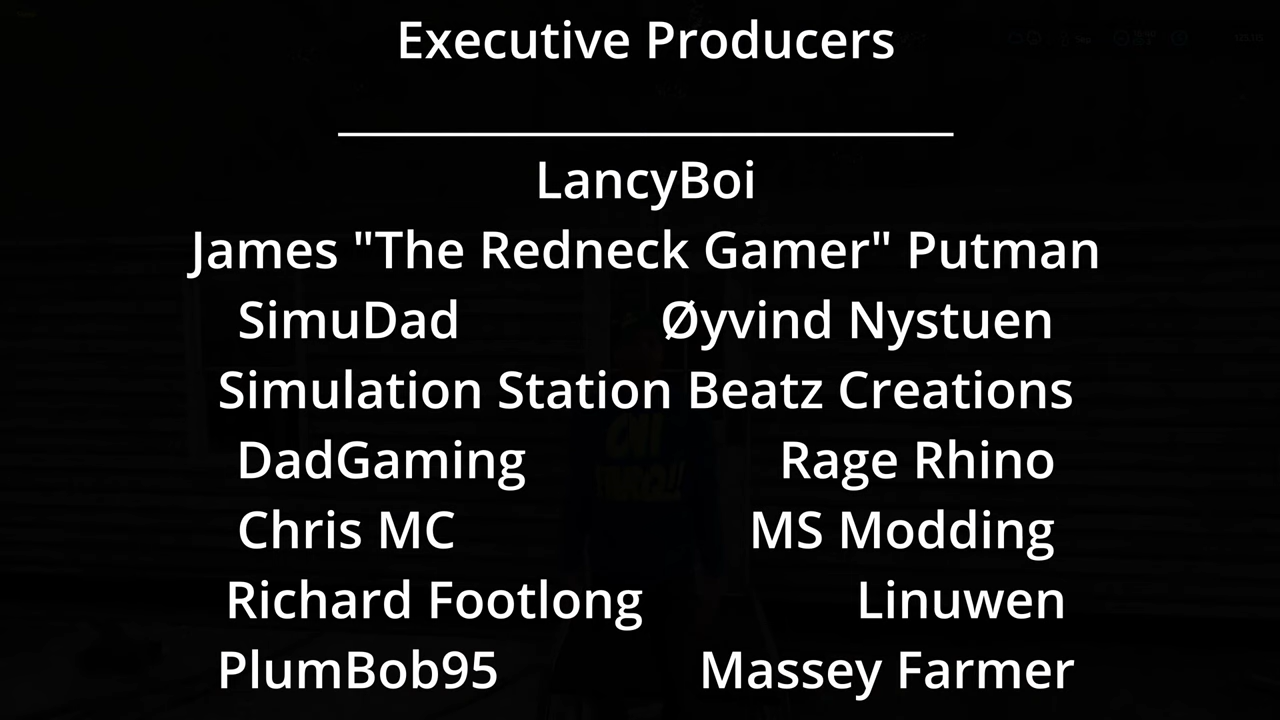 Executive Producers
LancyBoi
James "The Redneck Gamer" Putman
SimuDad Øyvind Nystuen
Simulation Station Beatz Creations
DadGaming Rage Rhino
Chris MC MS Modding
Richard Footlong Linuwen
PlumBob95 Massey Farmer